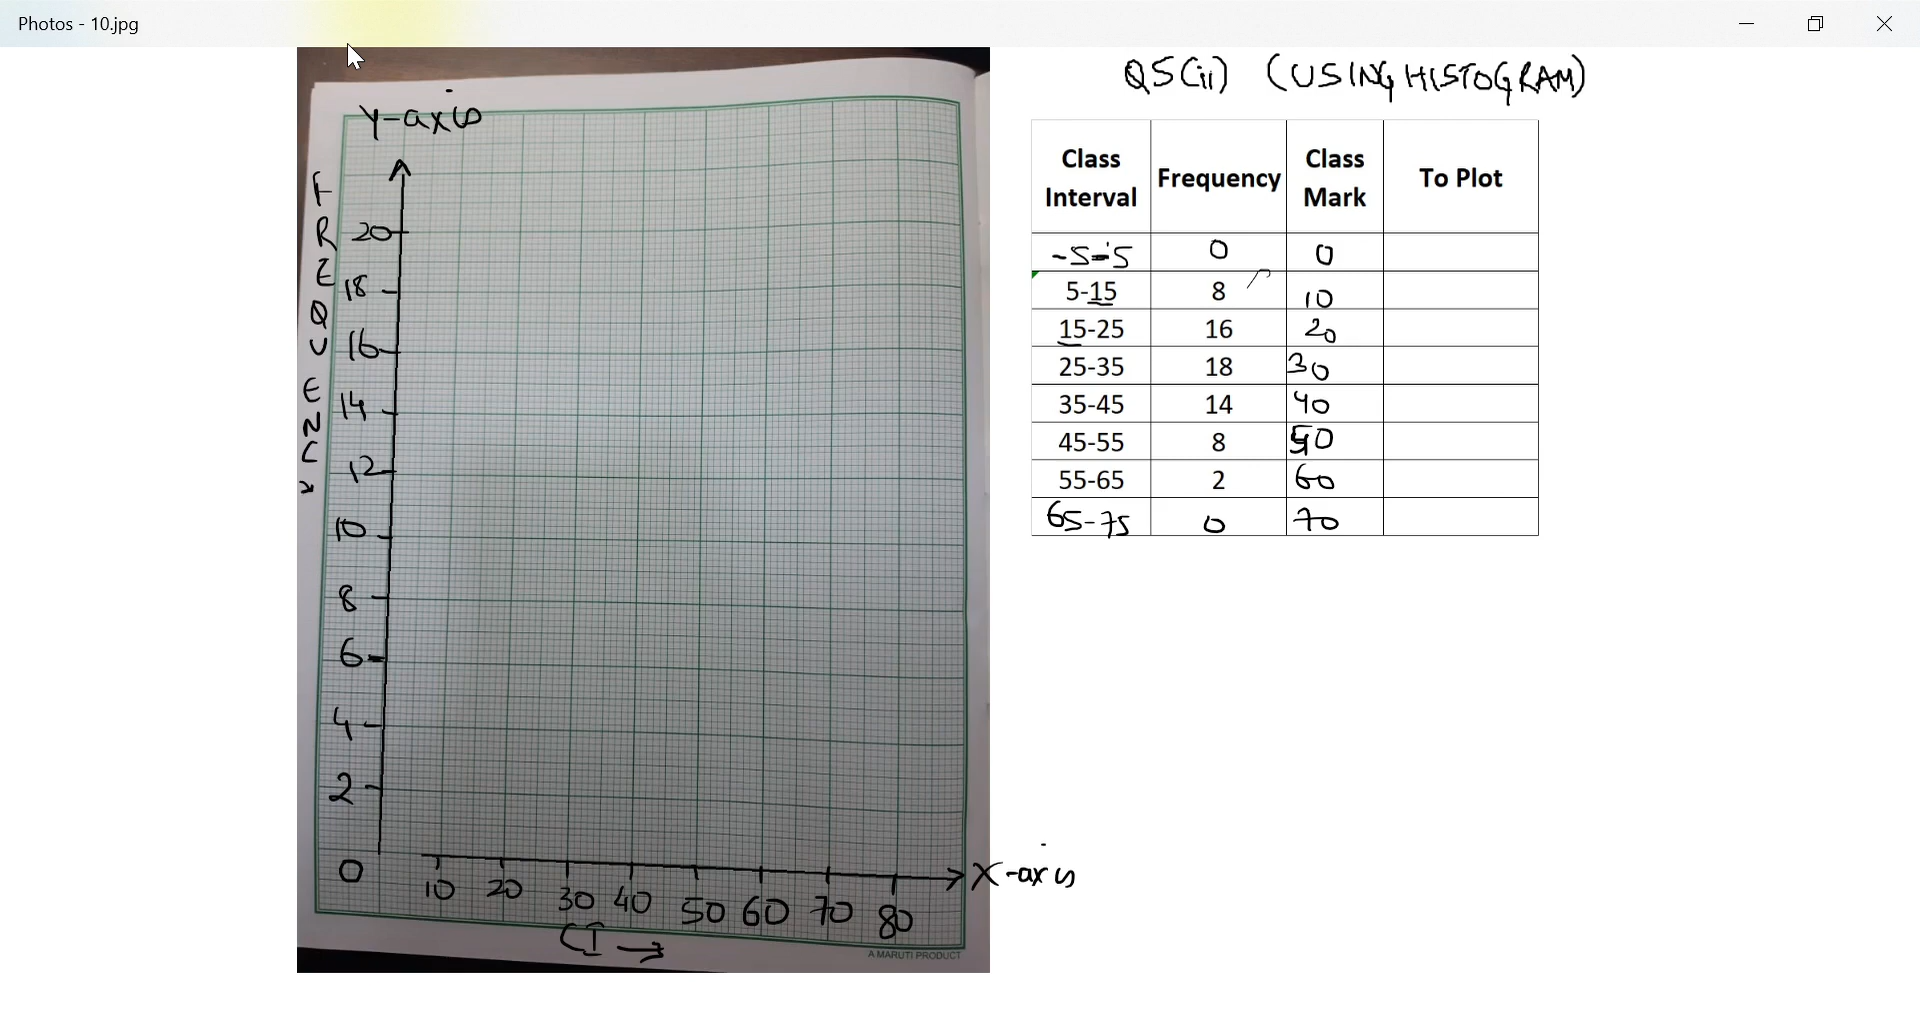 Photos - 10.jpg
Q5(ii) (USING HISTOGRAM)
Y-axis
F
R
E
Q
U
E
N
C
Y
20
18
16
14
12
10
8
6
4
2
0
10 20 30 40 50 60 70 80
X-axis
CI →
A MARUTI PRODUCT
Class Interval Frequency Class Mark To Plot
-5-5 0 0
5-15 8 10
15-25 16 20
25-35 18 30
35-45 14 40
45-55 8 50
55-65 2 60
65-75 0 70